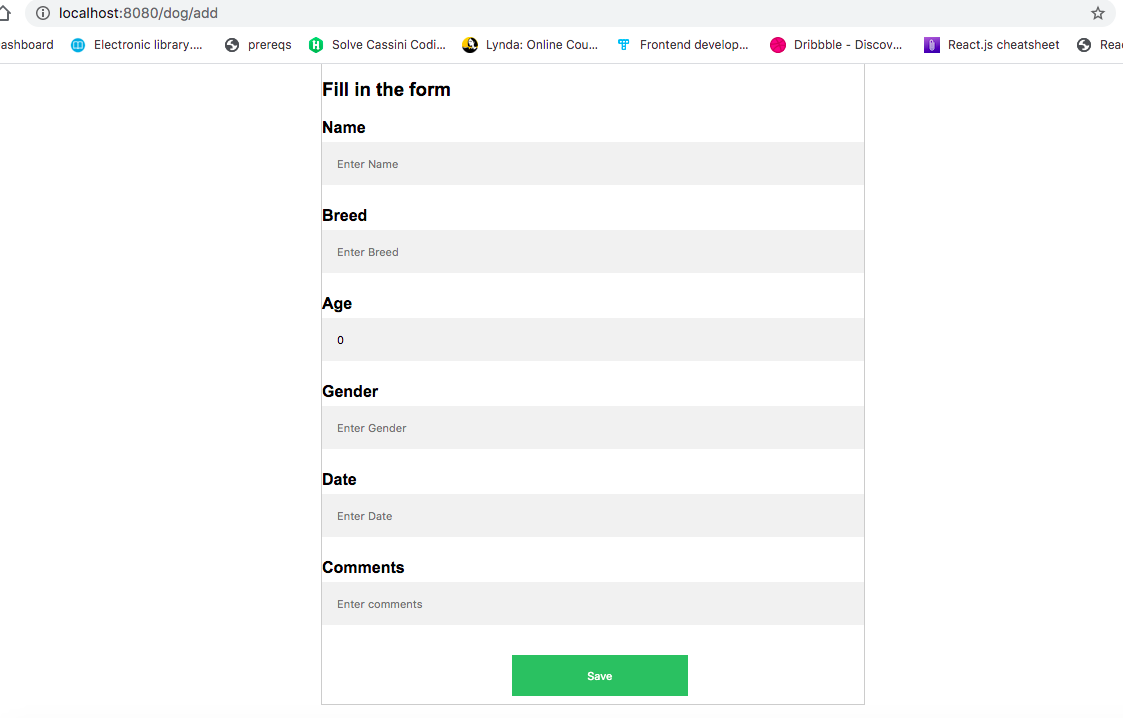 localhost:8080/dog/add
ashboard Electronic library.... prereqs Solve Cassini Codi... Lynda: Online Cou... Frontend develop... Dribbble - Discov... React.js cheatsheet Rea
Fill in the form
Name
Enter Name
Breed
Enter Breed
Age
0
Gender
Enter Gender
Date
Enter Date
Comments
Enter comments
Save